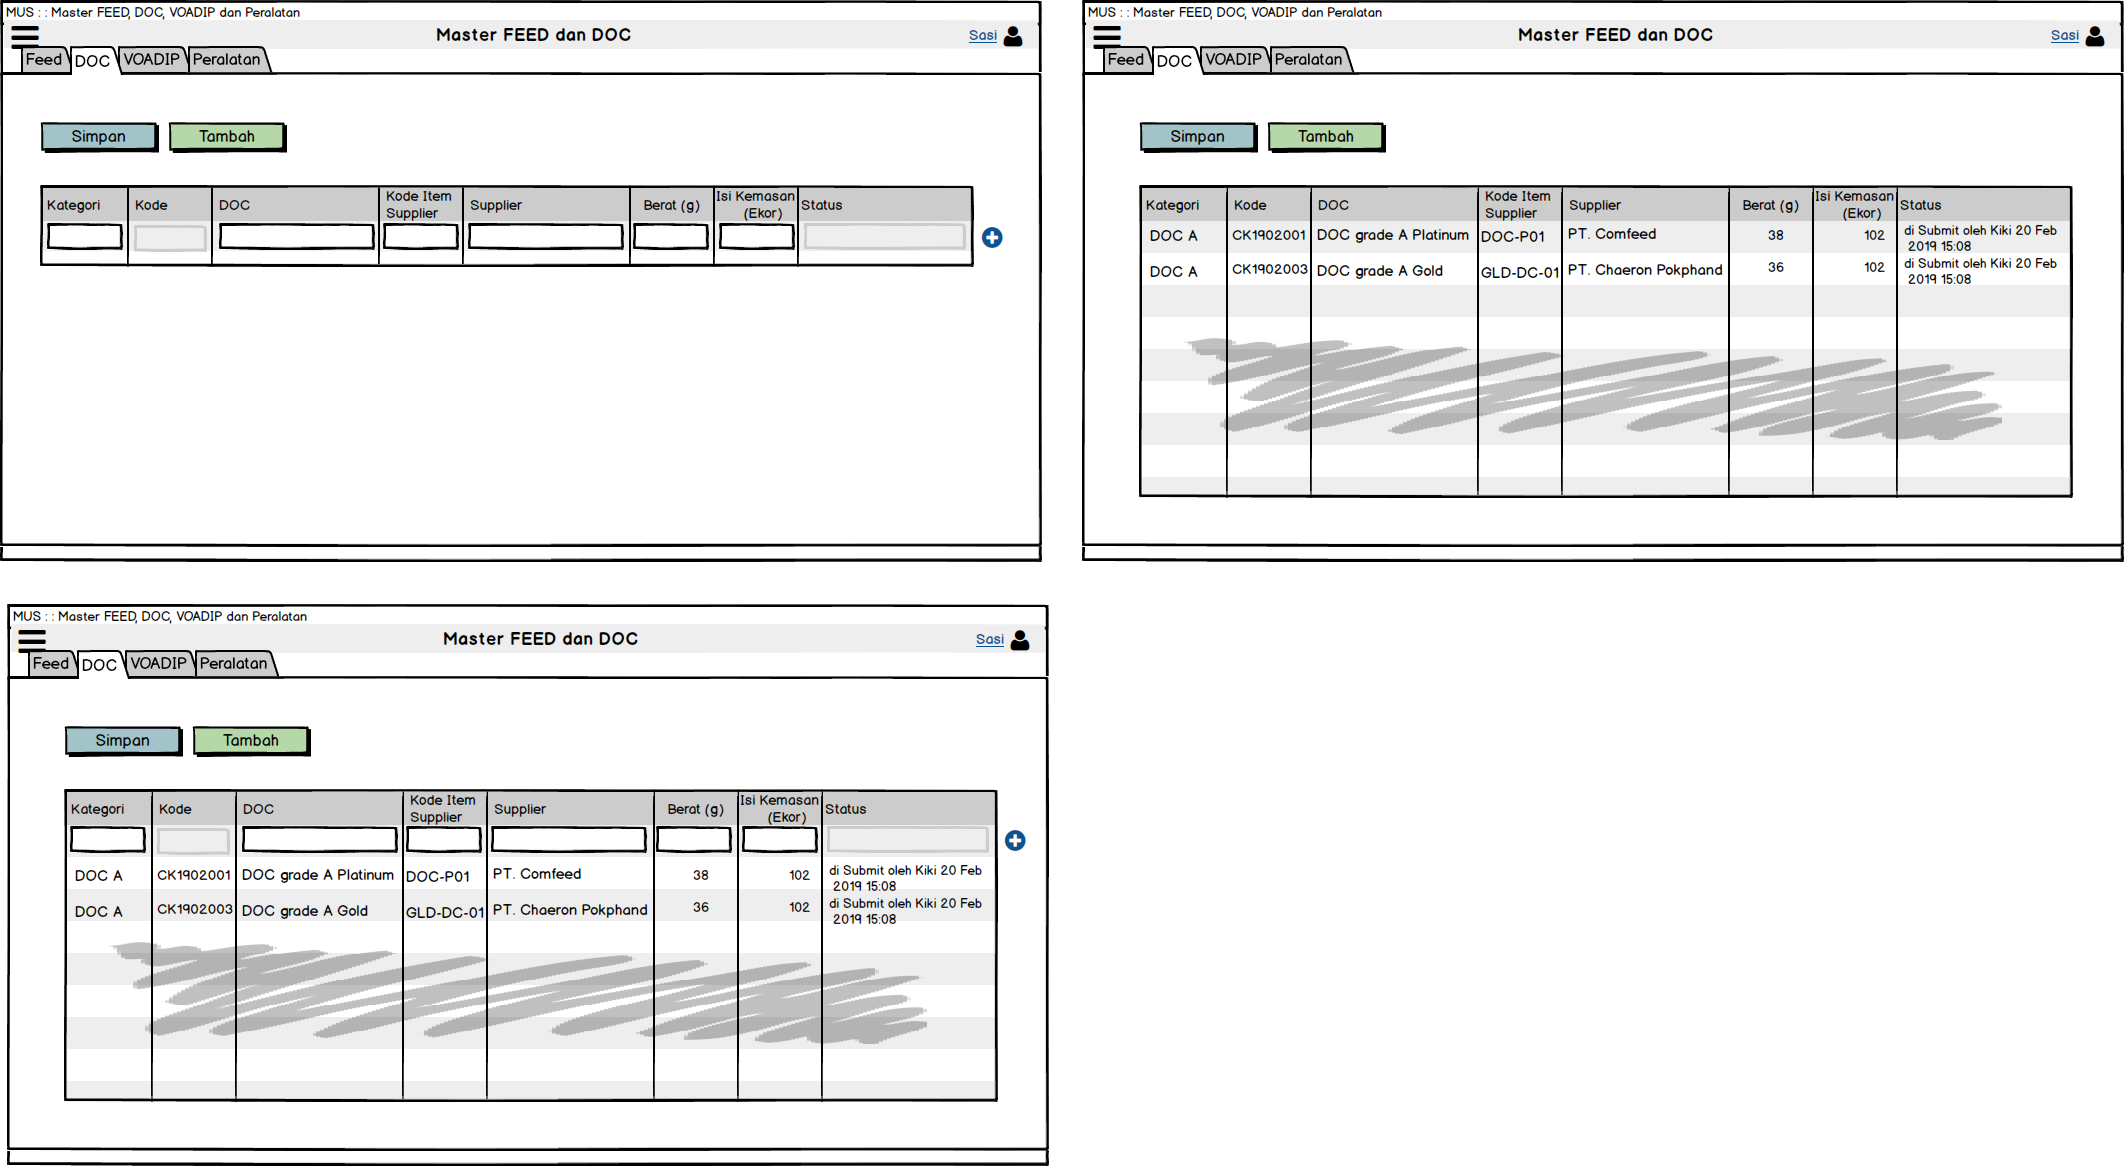 MUS : : Master FEED, DOC, VOADIP dan Peralatan
Master FEED dan DOC
Sasi
Feed DOC VOADIP Peralatan
Simpan Tambah
Kategori Kode DOC Kode Item Supplier Supplier Berat (g) Isi Kemasan (Ekor) Status
MUS : : Master FEED, DOC, VOADIP dan Peralatan
Master FEED dan DOC
Sasi
Feed DOC VOADIP Peralatan
Simpan Tambah
Kategori Kode DOC Kode Item Supplier Supplier Berat (g) Isi Kemasan (Ekor) Status
DOC A CK1902001 DOC grade A Platinum DOC-P01 PT. Comfeed 38 102 di Submit oleh Kiki 20 Feb 2019 15:08
DOC A CK1902003 DOC grade A Gold GLD-DC-01 PT. Chaeron Pokphand 36 102 di Submit oleh Kiki 20 Feb 2019 15:08
MUS : : Master FEED, DOC, VOADIP dan Peralatan
Master FEED dan DOC
Sasi
Feed DOC VOADIP Peralatan
Simpan Tambah
Kategori Kode DOC Kode Item Supplier Supplier Berat (g) Isi Kemasan (Ekor) Status
DOC A CK1902001 DOC grade A Platinum DOC-P01 PT. Comfeed 38 102 di Submit oleh Kiki 20 Feb 2019 15:08
DOC A CK1902003 DOC grade A Gold GLD-DC-01 PT. Chaeron Pokphand 36 102 di Submit oleh Kiki 20 Feb 2019 15:08